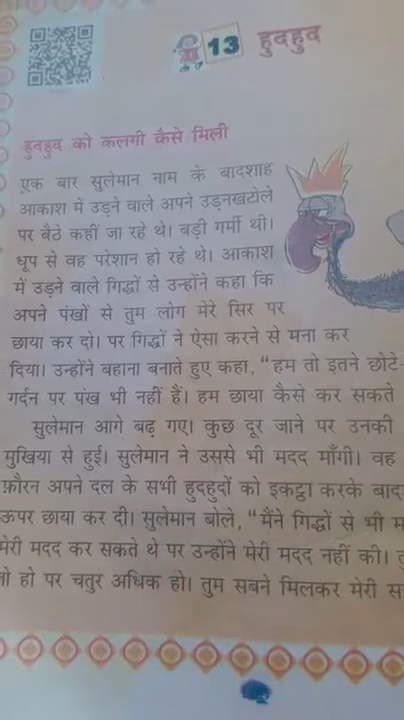 13 हुदहुद
हुदहुद को कलगी कैसे मिली
एक बार सुलेमान नाम के बादशाह
आकाश में उड़ने वाले अपने उड़नखटोले
पर बैठे कहीं जा रहे थे। बड़ी गर्मी थी।
धूप से वह परेशान हो रहे थे। आकाश
में उड़ने वाले गिद्धों से उन्होंने कहा कि
अपने पंखों से तुम लोग मेरे सिर पर
छाया कर दो। पर गिद्धों ने ऐसा करने से मना कर
दिया। उन्होंने बहाना बनाते हुए कहा, “हम तो इतने छोटे-
गर्दन पर पंख भी नहीं हैं। हम छाया कैसे कर सकते
सुलेमान आगे बढ़ गए। कुछ दूर जाने पर उनकी
मुखिया से हुई। सुलेमान ने उससे भी मदद माँगी। वह
फ़ौरन अपने दल के सभी हुदहुदों को इकट्ठा करके
ऊपर छाया कर दी। सुलेमान बोले, “मैंने गिद्धों से भी
मेरी मदद कर सकते थे पर उन्होंने मेरी मदद नहीं की।
हो पर चतुर अधिक हो। तुम सबने मिलकर मेरी